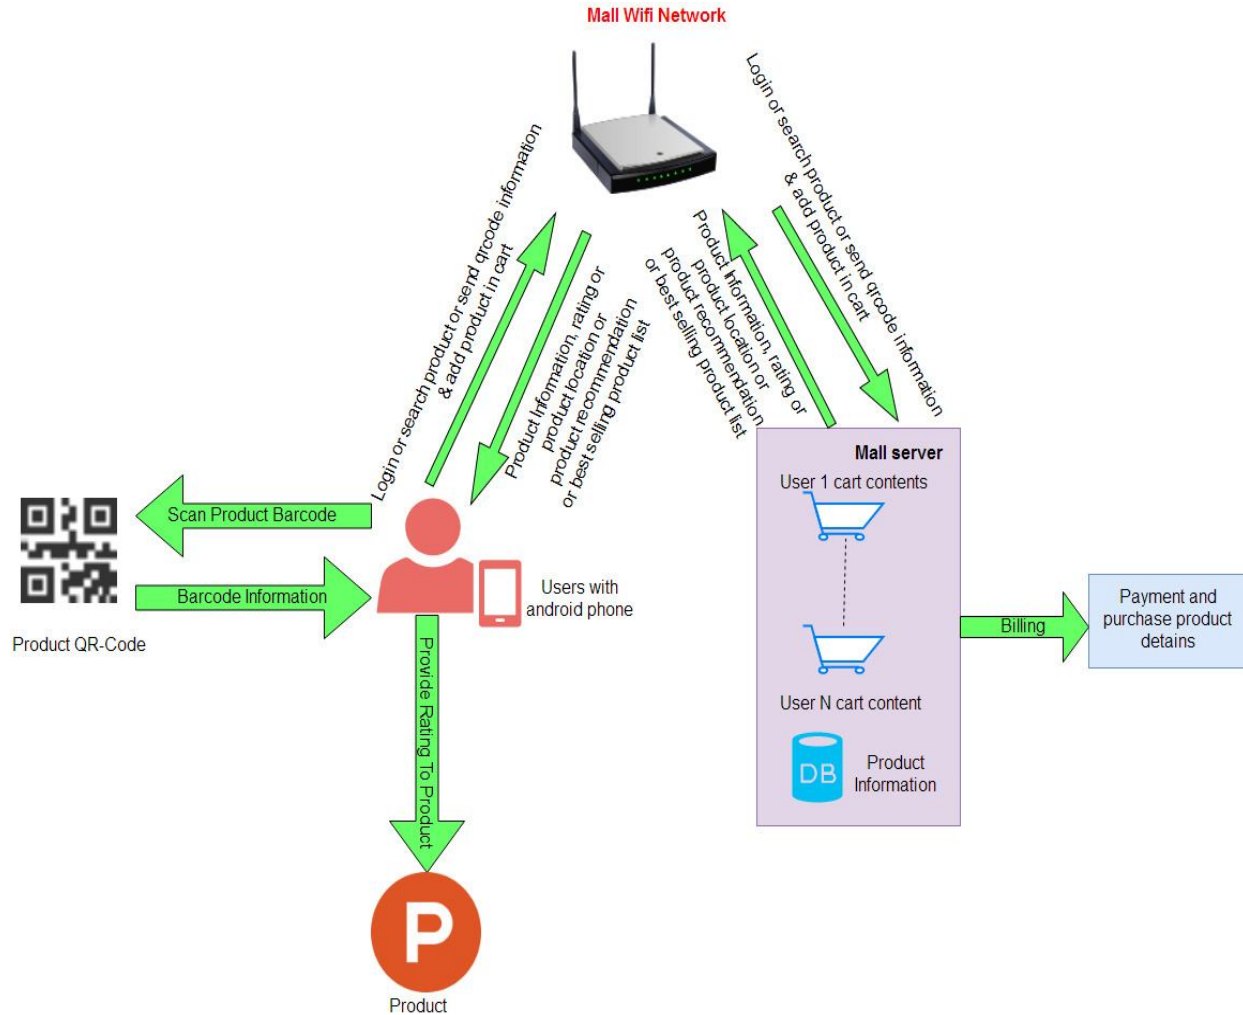 Mall Wifi Network
Login or search product or send qrcode information
& add product in cart
Product Information, rating or
product location or
product recommendation
or best selling product list
Product Information, rating or
product location or
product recommendation
or best selling product list
Login or search product or send qrcode information
& add product in cart
Mall server
User 1 cart contents
Scan Product Barcode
Barcode Information
Users with
android phone
Product QR-Code
Billing
Payment and
purchase product
detains
User N cart content
Provide Rating To Product
DB
Product
Information
P
Product